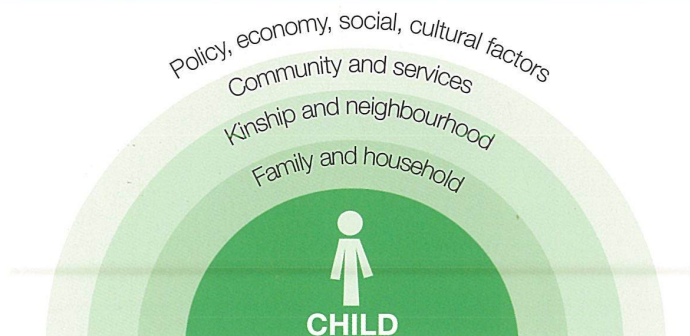 Policy, economy, social, cultural factors
Community and services
Kinship and neighbourhood
Family and household
CHILD